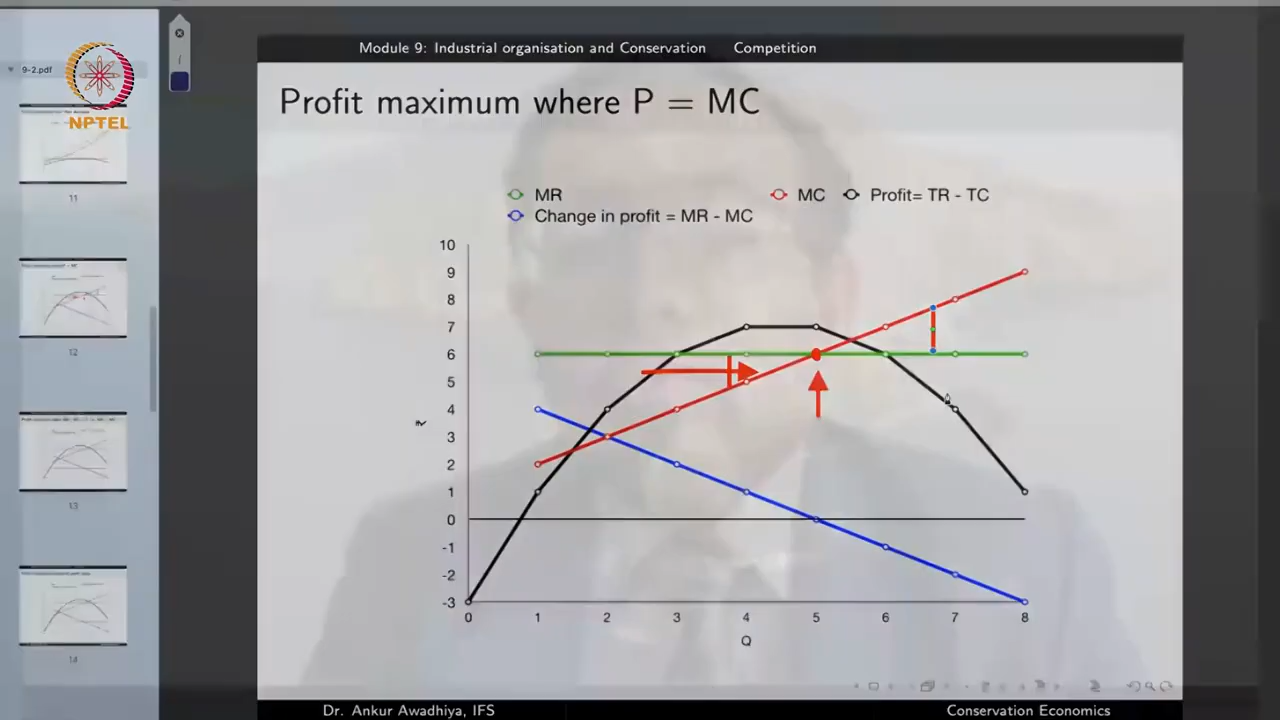 Module 9: Industrial organisation and Conservation Competition
9-2.pdf
NPTEL
Profit maximum where P = MC
MR MC Profit= TR - TC
Change in profit = MR - MC
10
9
8
7
6
5
4
3
2
1
0
-1
-2
-3
0 1 2 3 4 5 6 7 8
Q
11
12
13
14
Dr. Ankur Awadhiya, IFS Conservation Economics